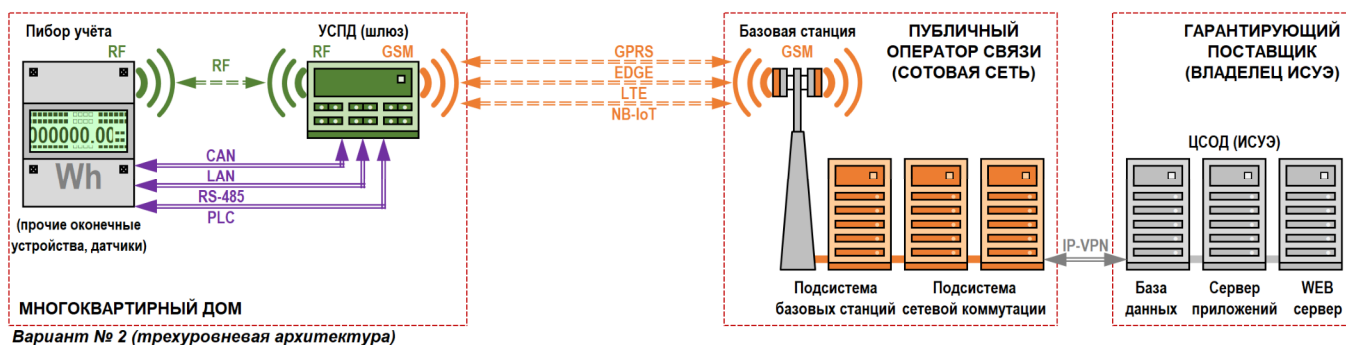 Пибор учёта
RF
RF
УСПД (шлюз)
RF
GSM
000000.00
Wh
CAN
LAN
RS-485
PLC
(прочие оконечные
устройства, датчики)
МНОГОКВАРТИРНЫЙ ДОМ
GPRS
EDGE
LTE
NB-IoT
Базовая станция
GSM
ПУБЛИЧНЫЙ
ОПЕРАТОР СВЯЗИ
(СОТОВАЯ СЕТЬ)
Подсистема
базовых станций
Подсистема
сетевой коммутации
IP-VPN
ГАРАНТИРУЮЩИЙ
ПОСТАВЩИК
(ВЛАДЕЛЕЦ ИСУЭ)
ЦСОД (ИСУЭ)
База
данных
Сервер
приложений
WEB
сервер
Вариант № 2 (трехуровневая архитектура)